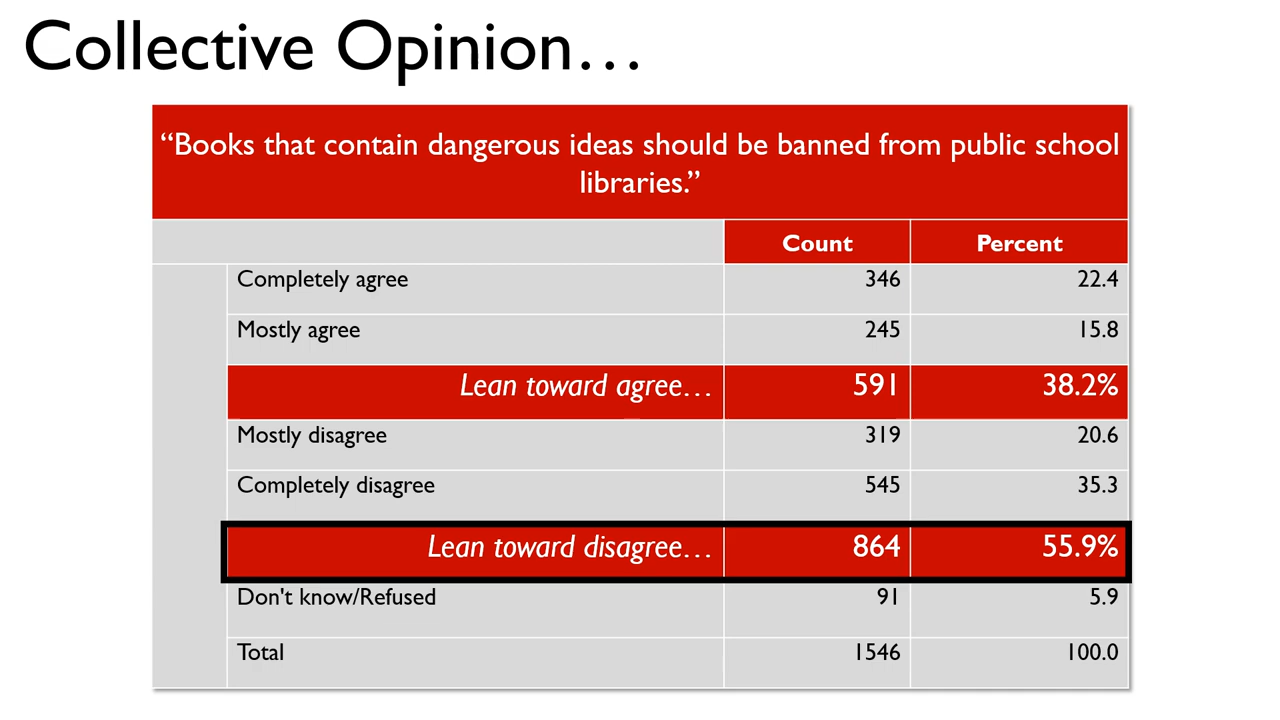 Collective Opinion…
“Books that contain dangerous ideas should be banned from public school
libraries.”
Count Percent
Completely agree 346 22.4
Mostly agree 245 15.8
Lean toward agree… 591 38.2%
Mostly disagree 319 20.6
Completely disagree 545 35.3
Lean toward disagree… 864 55.9%
Don't know/Refused 91 5.9
Total 1546 100.0